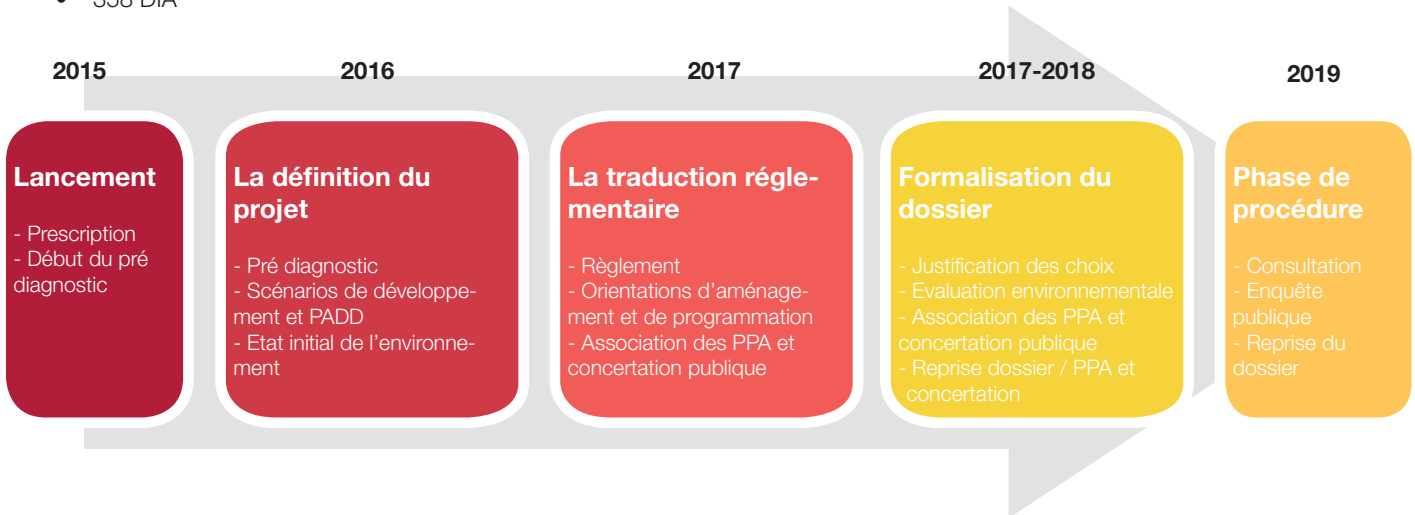 • 358 DIA
2015
2016
2017
2017-2018
2019
Lancement
- Prescription
- Début du pré
diagnostic
La définition du
projet
- Pré diagnostic
- Scénarios de développe-
ment et PADD
- Etat initial de l'environne-
ment
La traduction régle-
mentaire
- Règlement
- Orientations d'aménage-
ment et de programmation
- Association des PPA et
concertation publique
Formalisation du
dossier
- Justification des choix
- Evaluation environnementale
- Association des PPA et
concertation publique
- Reprise dossier / PPA et
concertation
Phase de
procédure
- Consultation
- Enquête
publique
- Reprise du
dossier